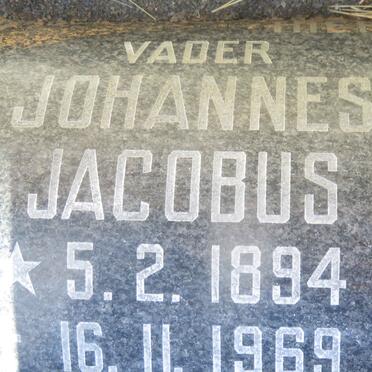 VADER
JOHANNES
JACOBUS
★ 5. 2. 1894
16. 11. 1969